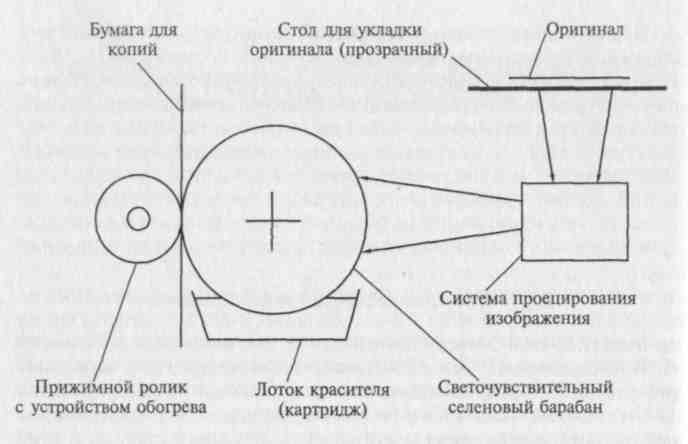 Бумага для
копий
Стол для укладки
оригинала (прозрачный)
Оригинал
Система проецирования
изображения
Прижимной ролик
с устройством обогрева
Лоток красителя
(картридж)
Светочувствительный
селеновый барабан